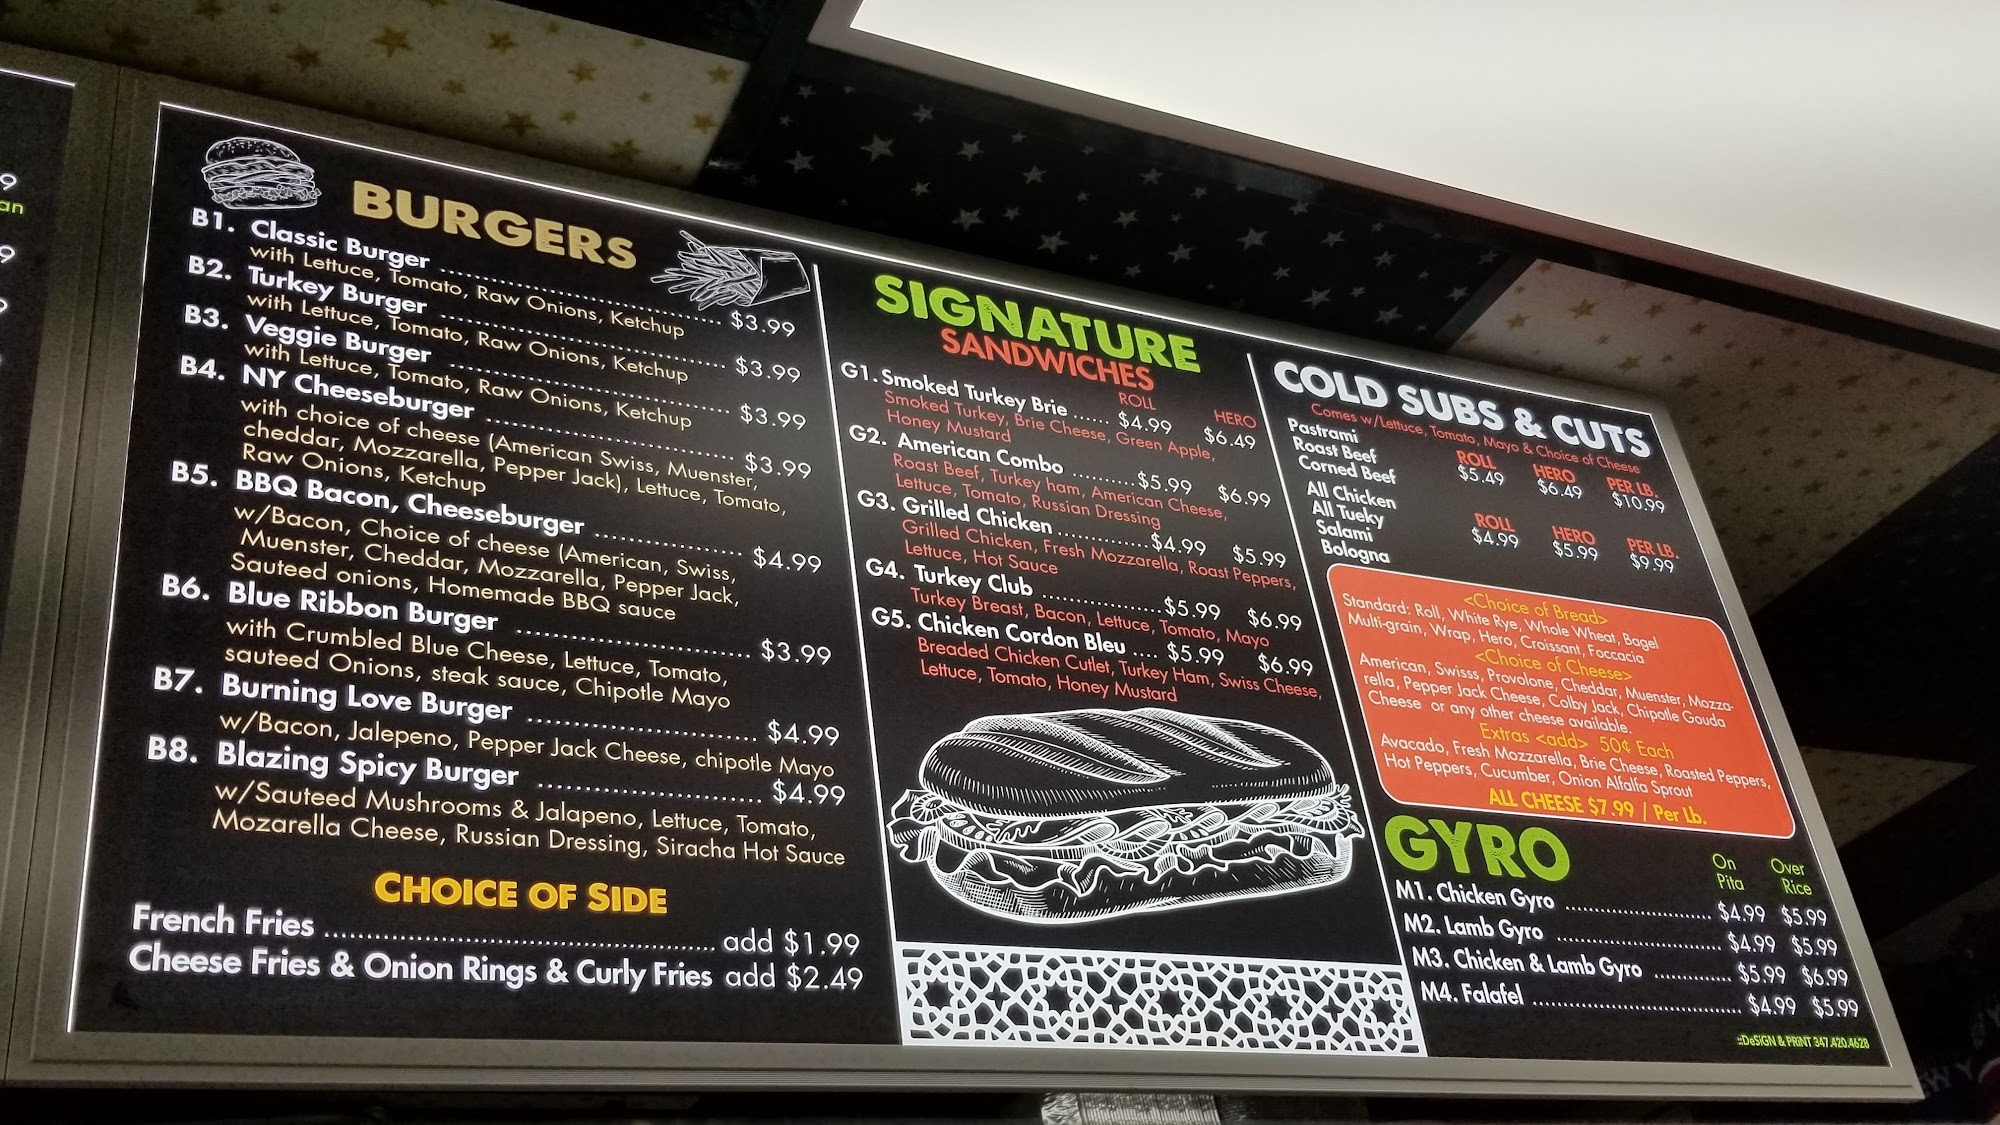 9
an
9
BURGERS
B1. Classic Burger ........ $3.99
with Lettuce, Tomato, Raw Onions, Ketchup
B2. Turkey Burger ........ $3.99
with Lettuce, Tomato, Raw Onions, Ketchup
B3. Veggie Burger ........ $3.99
with Lettuce, Tomato, Raw Onions, Ketchup
B4. NY Cheeseburger ........ $3.99
with choice of cheese (American Swiss, Muenster,
cheddar, Mozzarella, Pepper Jack), Lettuce, Tomato,
Raw Onions, Ketchup
B5. BBQ Bacon, Cheeseburger ........ $4.99
w/Bacon, Choice of cheese (American, Swiss,
Muenster, Cheddar, Mozzarella, Pepper Jack,
Sauteed onions, Homemade BBQ sauce
B6. Blue Ribbon Burger ........ $3.99
with Crumbled Blue Cheese, Lettuce, Tomato,
sauteed Onions, steak sauce, Chipotle Mayo
B7. Burning Love Burger ........ $4.99
w/Bacon, Jalepeno, Pepper Jack Cheese, chipotle Mayo
B8. Blazing Spicy Burger ........ $4.99
w/Sauteed Mushrooms & Jalapeno, Lettuce, Tomato,
Mozarella Cheese, Russian Dressing, Siracha Hot Sauce
CHOICE OF SIDE
French Fries ........ add $1.99
Cheese Fries & Onion Rings & Curly Fries add $2.49
SIGNATURE
SANDWICHES
ROLL HERO
G1. Smoked Turkey Brie ...... $4.99 $6.49
Smoked Turkey, Brie Cheese, Green Apple,
Honey Mustard
G2. American Combo ........ $5.99 $6.99
Roast Beef, Turkey ham, American Cheese,
Lettuce, Tomato, Russian Dressing
G3. Grilled Chicken ........ $4.99 $5.99
Grilled Chicken, Fresh Mozzarella, Roast Peppers,
Lettuce, Hot Sauce
G4. Turkey Club ........ $5.99 $6.99
Turkey Breast, Bacon, Lettuce, Tomato, Mayo
G5. Chicken Cordon Bleu .... $5.99 $6.99
Breaded Chicken Cutlet, Turkey Ham, Swiss Cheese,
Lettuce, Tomato, Honey Mustard
COLD SUBS & CUTS
Comes w/Lettuce, Tomato, Mayo & Choice of Cheese
Pastrami
Roast Beef ROLL HERO PER LB.
Corned Beef $5.49 $6.49 $10.99
All Chicken
All Tueky ROLL HERO PER LB.
Salami $4.99 $5.99 $9.99
Bologna
<Choice of Bread>
Standard: Roll, White Rye, Whole Wheat, Bagel
Multi-grain, Wrap, Hero, Croissant, Foccacia
<Choice of Cheese>
American, Swisss, Provolone, Cheddar, Muenster, Mozza-
rella, Pepper Jack Cheese, Colby Jack, Chipotle Gouda
Cheese or any other cheese available.
Extras <add> 50¢ Each
Avacado, Fresh Mozzarella, Brie Cheese, Roasted Peppers,
Hot Peppers, Cucumber, Onion Alfalfa Sprout
ALL CHEESE $7.99 / Per Lb.
GYRO
On Over
Pita Rice
M1. Chicken Gyro ........ $4.99 $5.99
M2. Lamb Gyro ........ $4.99 $5.99
M3. Chicken & Lamb Gyro ........ $5.99 $6.99
M4. Falafel ........ $4.99 $5.99
::DeSiGN & PRiNT 347.420.4628